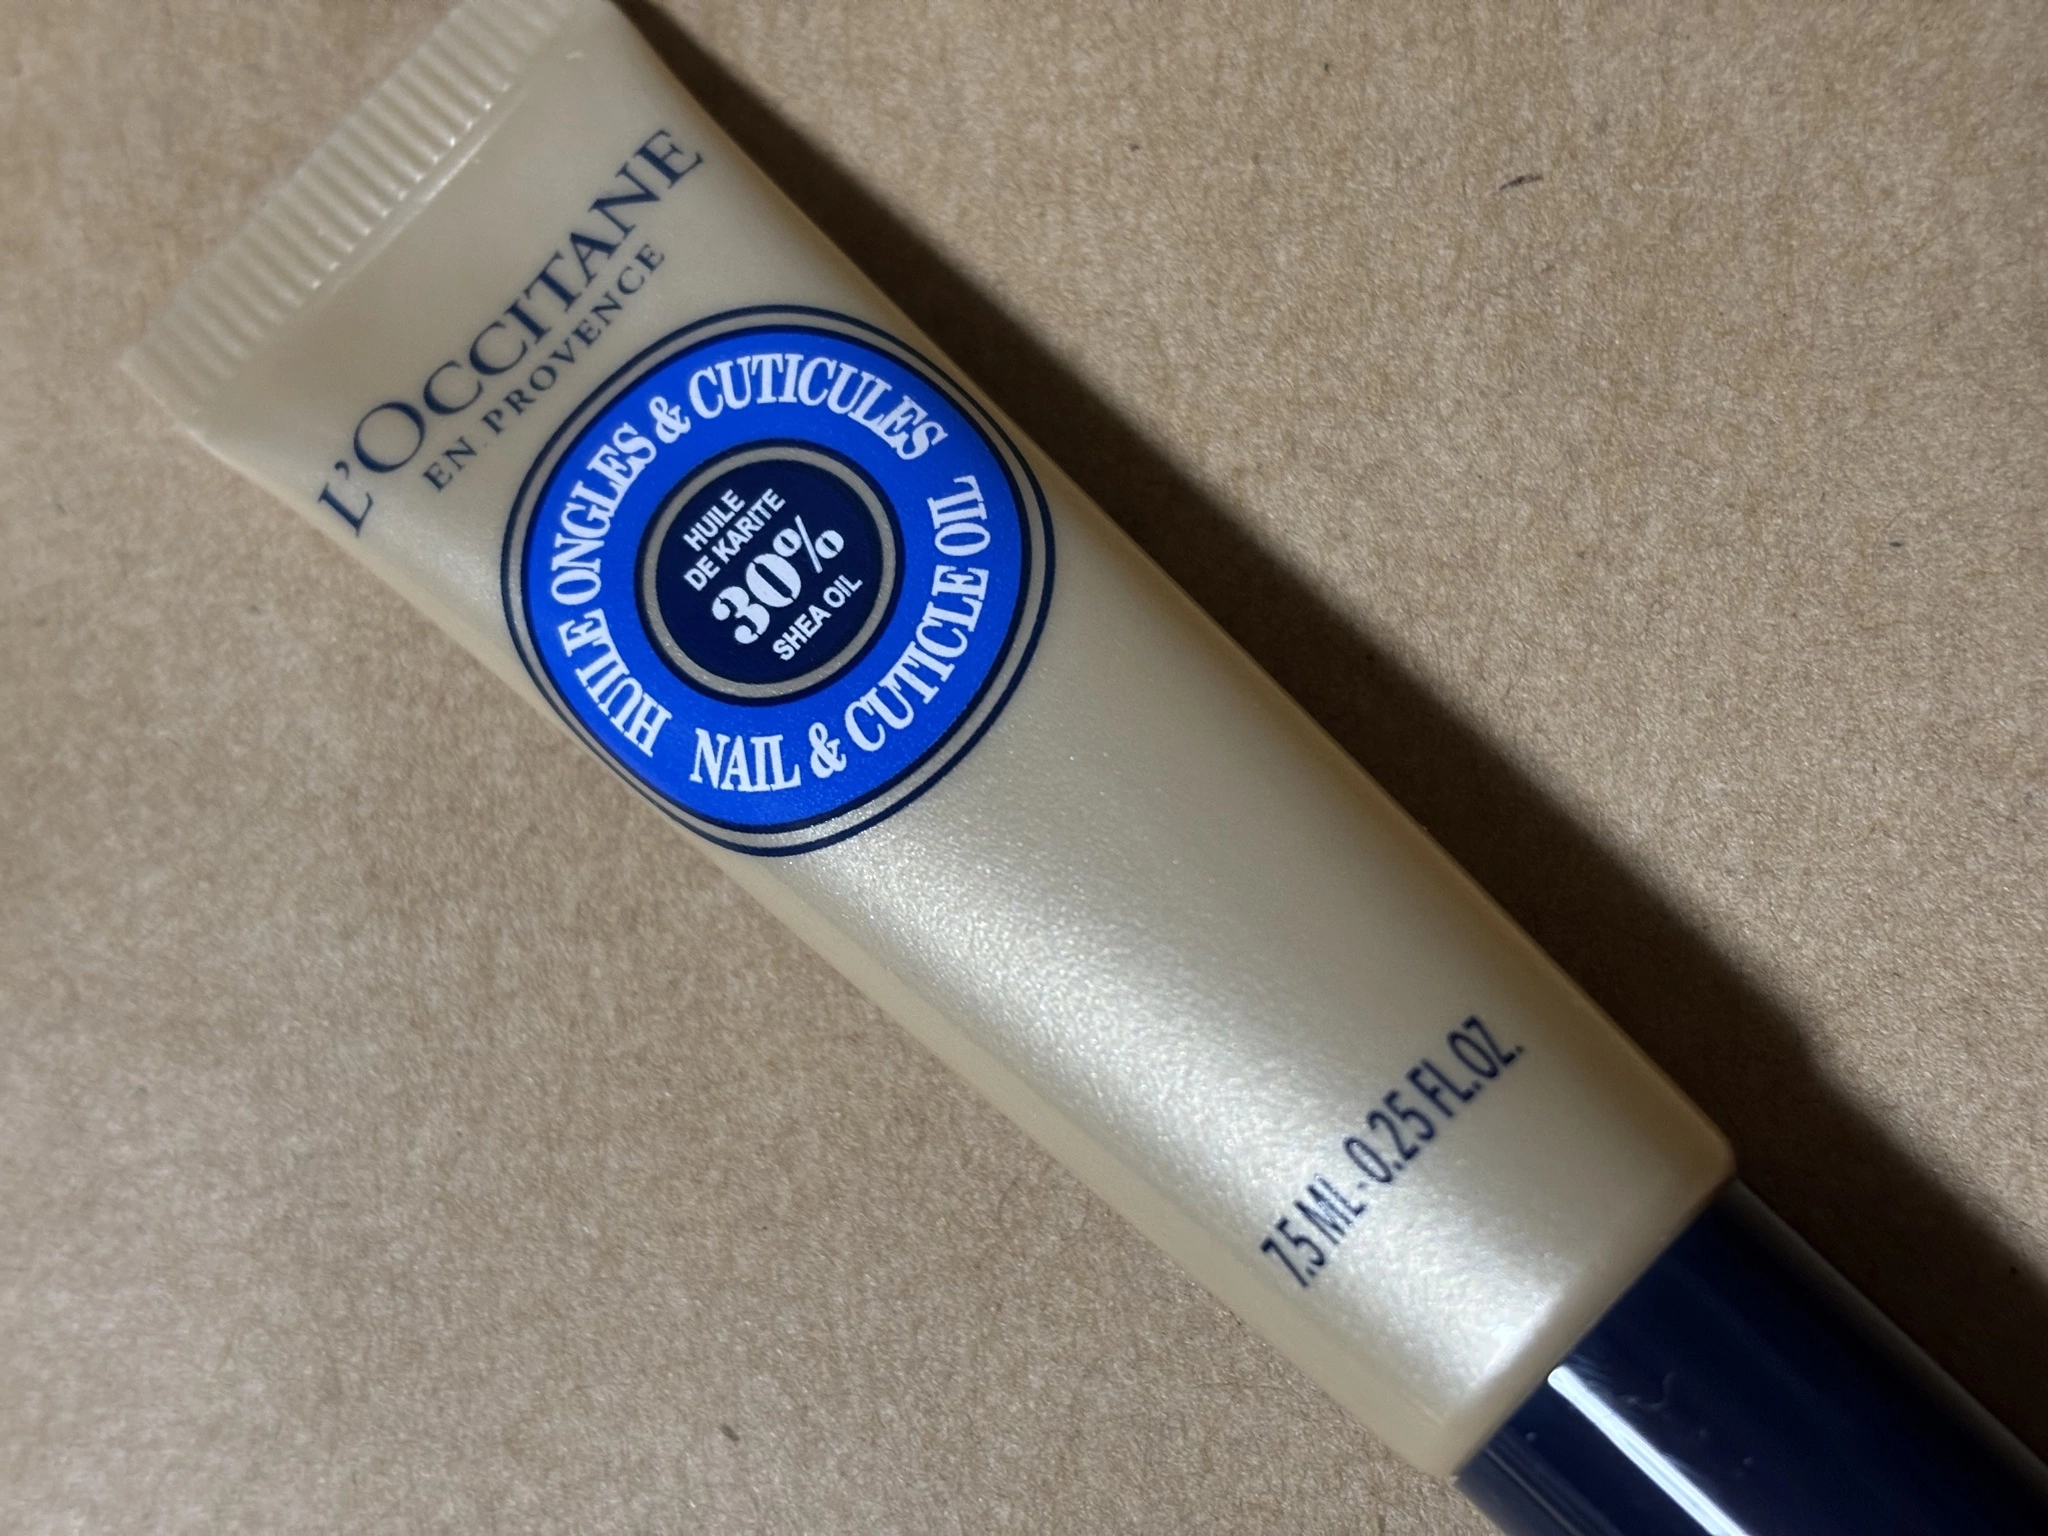 L'OCCITANE
EN PROVENCE
HUILE ONGLES & CUTICULES
HUILE
DE KARITE
30%
SHEA OIL
NAIL & CUTICLE OIL
7.5 ML - 0.25 FL.OZ.